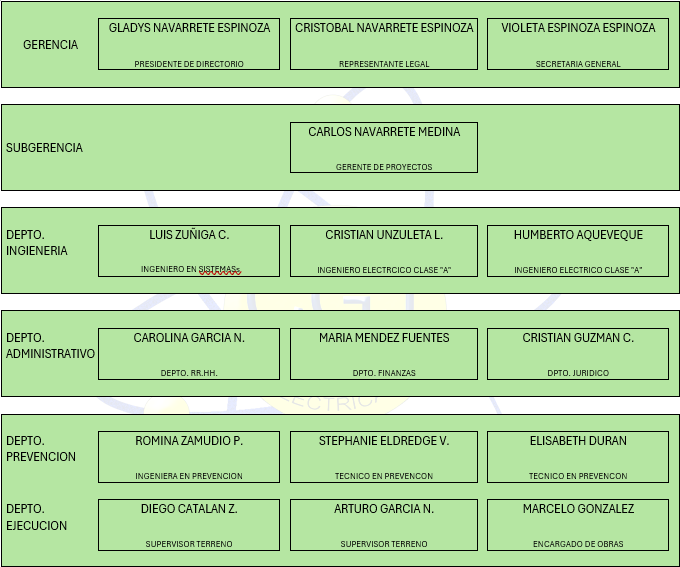 GLADYS NAVARRETE ESPINOZA
PRESIDENTE DE DIRECTORIO
CRISTOBAL NAVARRETE ESPINOZA
REPRESENTANTE LEGAL
VIOLETA ESPINOZA ESPINOZA
SECRETARIA GENERAL
GERENCIA
SUBGERENCIA
CARLOS NAVARRETE MEDINA
GERENTE DE PROYECTOS
DEPTO.
INGIENERIA
LUIS ZUÑIGA C.
INGENIERO EN SISTEMASs
CRISTIAN UNZULETA L.
INGENIERO ELECTRCICO CLASE "A"
HUMBERTO AQUEVEQUE
INGENIERO ELECTRICO CLASE "A"
DEPTO.
ADMINISTRATIVO
CAROLINA GARCIA N.
DEPTO. RR.HH.
MARIA MENDEZ FUENTES
DPTO. FINANZAS
CRISTIAN GUZMAN C.
DPTO. JURIDICO
DEPTO.
PREVENCION
ROMINA ZAMUDIO P.
INGENIERA EN PREVENCION
STEPHANIE ELDREDGE V.
TECNICO EN PREVENCON
ELISABETH DURAN
TECNICO EN PREVENCON
DEPTO.
EJECUCION
DIEGO CATALAN Z.
SUPERVISOR TERRENO
ARTURO GARCIA N.
SUPERVISOR TERRENO
MARCELO GONZALEZ
ENCARGADO DE OBRAS